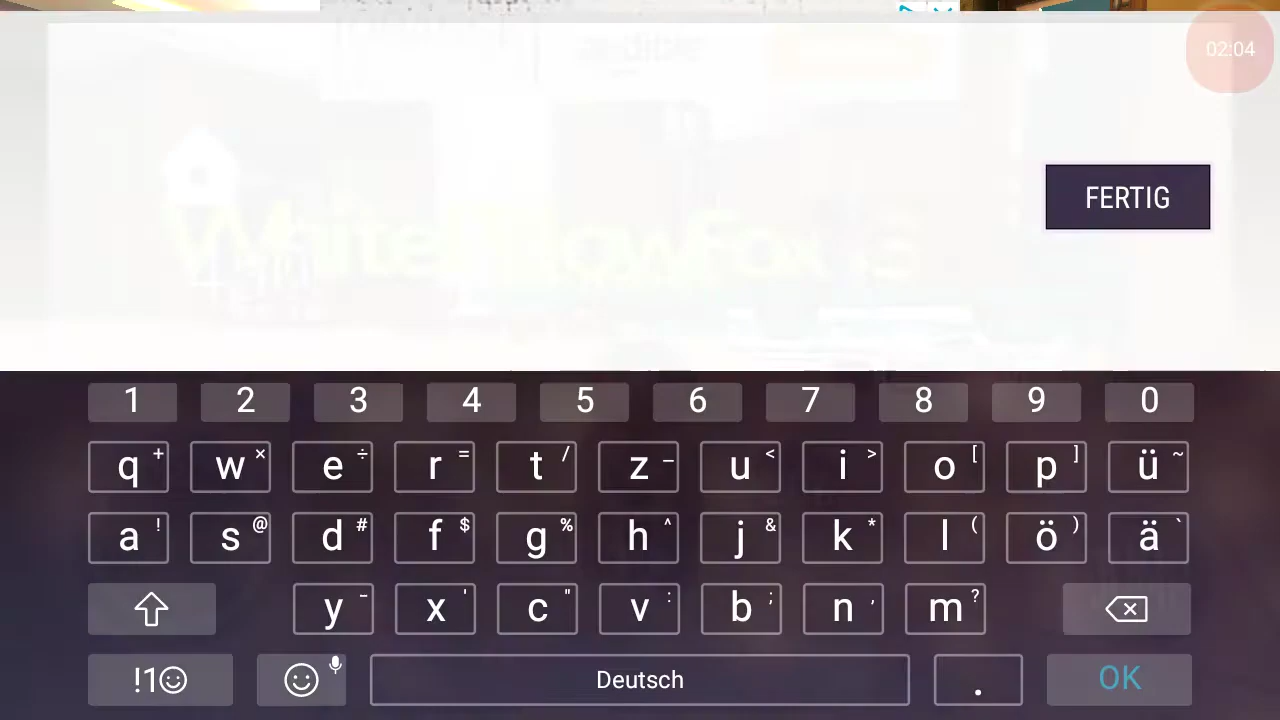 02:04
FERTIG
1 2 3 4 5 6 7 8 9 0
q + w × e ÷ r = t / z – u < i > o [ p ] ü ~
a ! s @ d # f $ g % h ^ j & k * l ( ö ) ä `
y - x ' c " v : b ; n , m ?
!1☺ Deutsch . OK